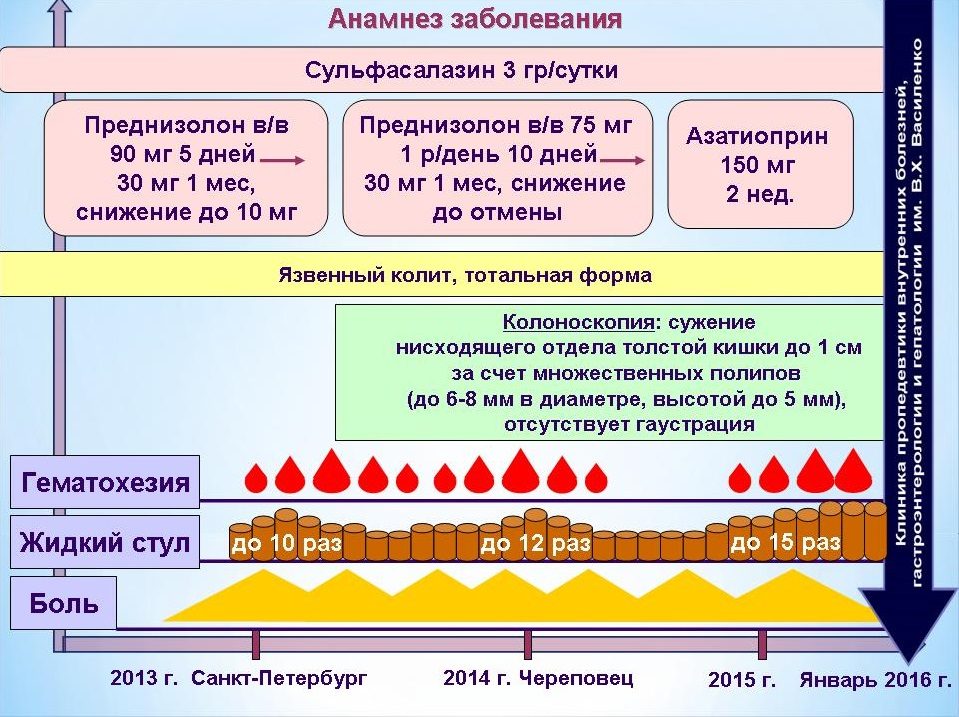 Анамнез заболевания
Сульфасалазин 3 гр/сутки
Преднизолон в/в
90 мг 5 дней
30 мг 1 мес,
снижение до 10 мг
Преднизолон в/в 75 мг
1 р/день 10 дней
30 мг 1 мес, снижение
до отмены
Азатиоприн
150 мг
2 нед.
Язвенный колит, тотальная форма
Колоноскопия: сужение
нисходящего отдела толстой кишки до 1 см
за счет множественных полипов
(до 6-8 мм в диаметре, высотой до 5 мм),
отсутствует гаустрация
Гематохезия
Жидкий стул
до 10 раз
до 12 раз
до 15 раз
Боль
2013 г. Санкт-Петербург
2014 г. Череповец
2015 г.
Январь 2016 г.
Клиника пропедевтики внутренних болезней,
гастроэнтерологии и гепатологии им. В.Х. Василенко